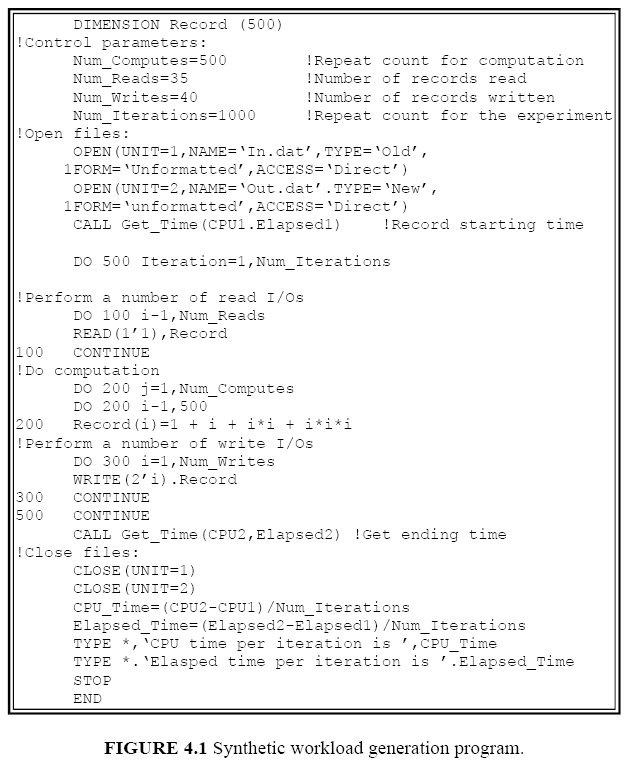 DIMENSION Record (500)
!Control parameters:
Num_Computes=500 !Repeat count for computation
Num_Reads=35 !Number of records read
Num_Writes=40 !Number of records written
Num_Iterations=1000 !Repeat count for the experiment
!Open files:
OPEN(UNIT=1,NAME=‘In.dat’,TYPE=‘Old’,
1FORM=‘Unformatted’,ACCESS=‘Direct’)
OPEN(UNIT=2,NAME=‘Out.dat’.TYPE=‘New’,
1FORM=‘unformatted’,ACCESS=‘Direct’)
CALL Get_Time(CPU1.Elapsed1) !Record starting time
DO 500 Iteration=1,Num_Iterations
!Perform a number of read I/Os
DO 100 i-1,Num_Reads
READ(1’1),Record
100 CONTINUE
!Do computation
DO 200 j=1,Num_Computes
DO 200 i-1,500
200 Record(i)=1 + i + i*i + i*i*i
!Perform a number of write I/Os
DO 300 i=1,Num_Writes
WRITE(2’i).Record
300 CONTINUE
500 CONTINUE
CALL Get_Time(CPU2,Elapsed2) !Get ending time
!Close files:
CLOSE(UNIT=1)
CLOSE(UNIT=2)
CPU_Time=(CPU2-CPU1)/Num_Iterations
Elapsed_Time=(Elapsed2-Elapsed1)/Num_Iterations
TYPE *,‘CPU time per iteration is ’,CPU_Time
TYPE *.‘Elasped time per iteration is ’.Elapsed_Time
STOP
END
FIGURE 4.1 Synthetic workload generation program.